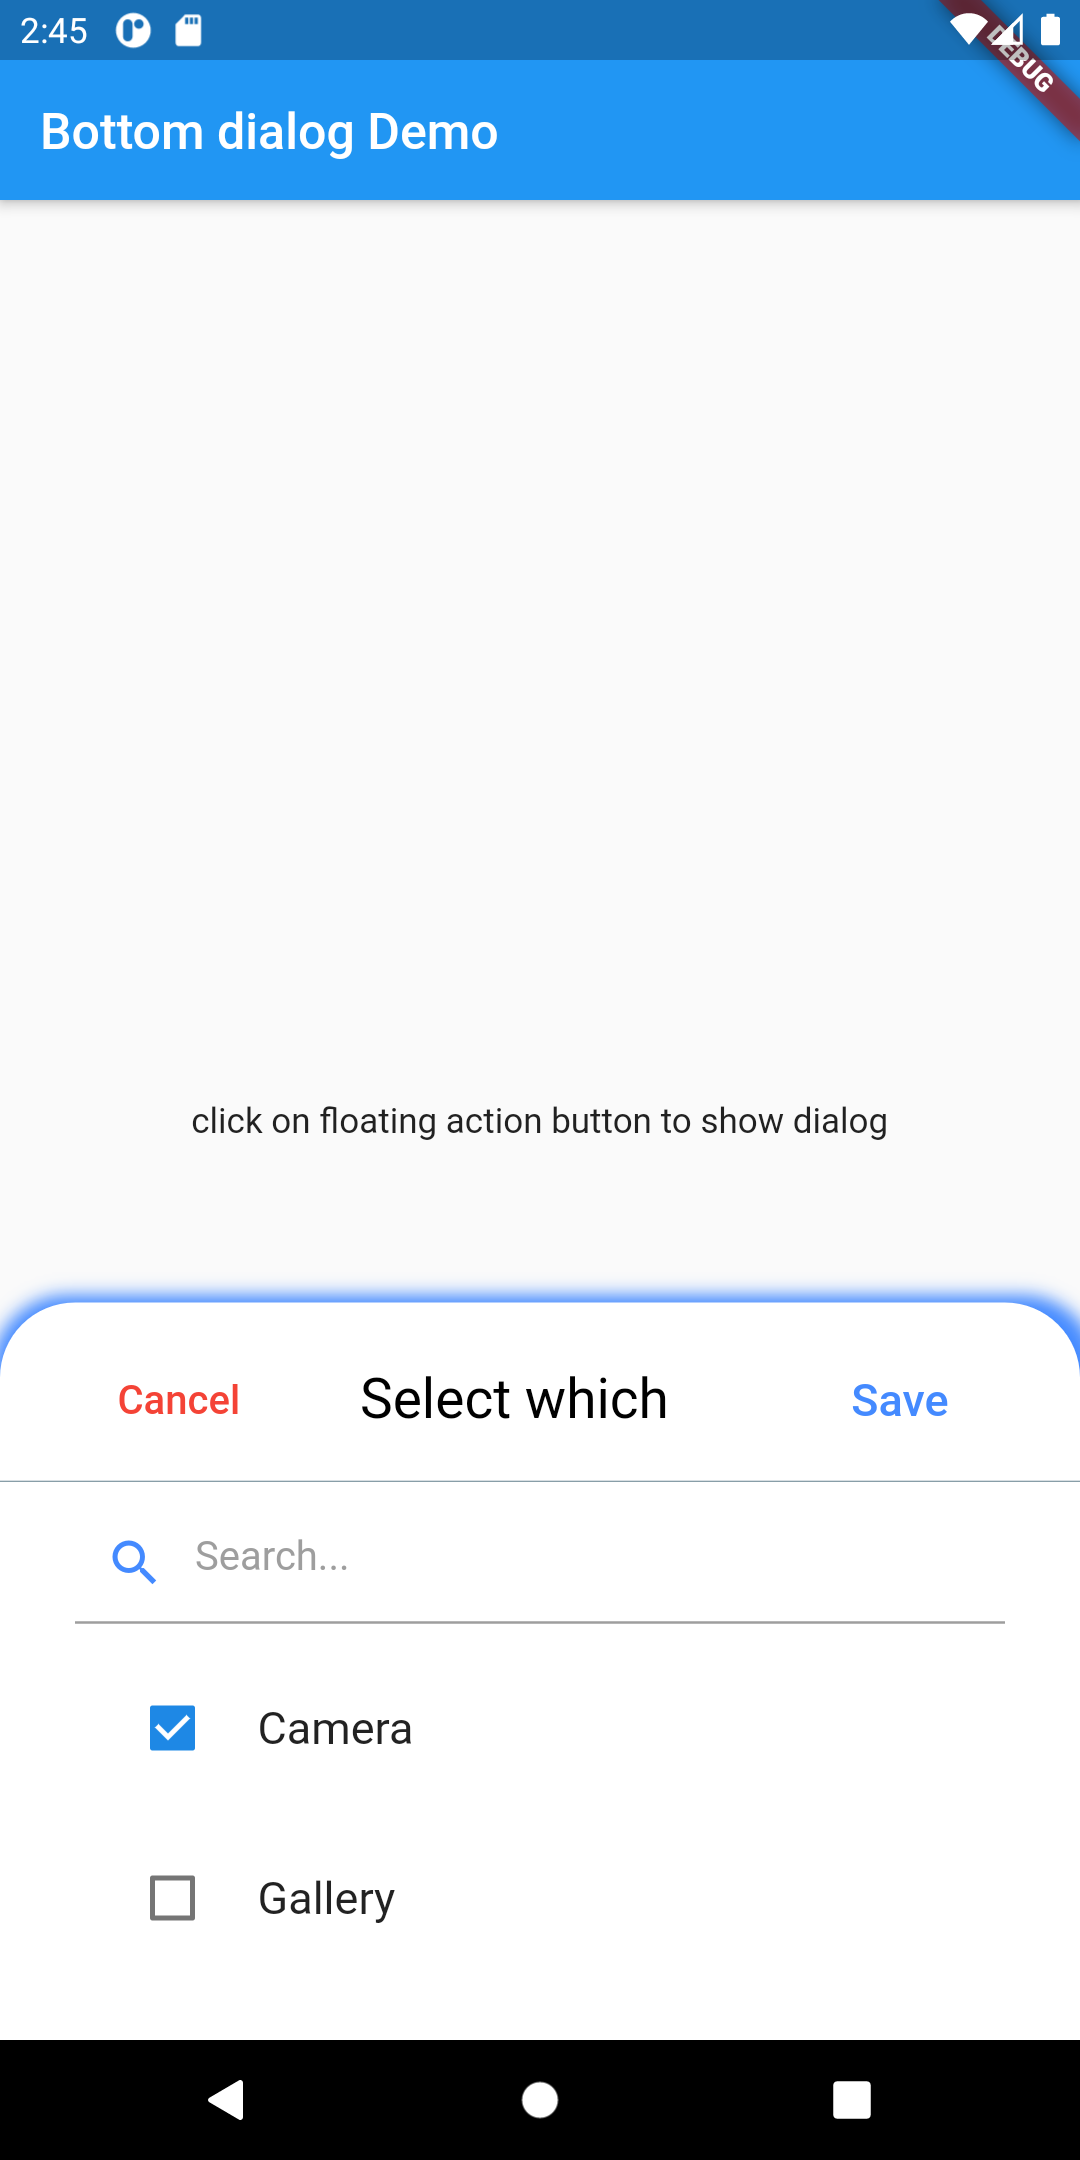 2:45
DEBUG
Bottom dialog Demo
click on floating action button to show dialog
Cancel Select which Save
Search...
Camera
Gallery